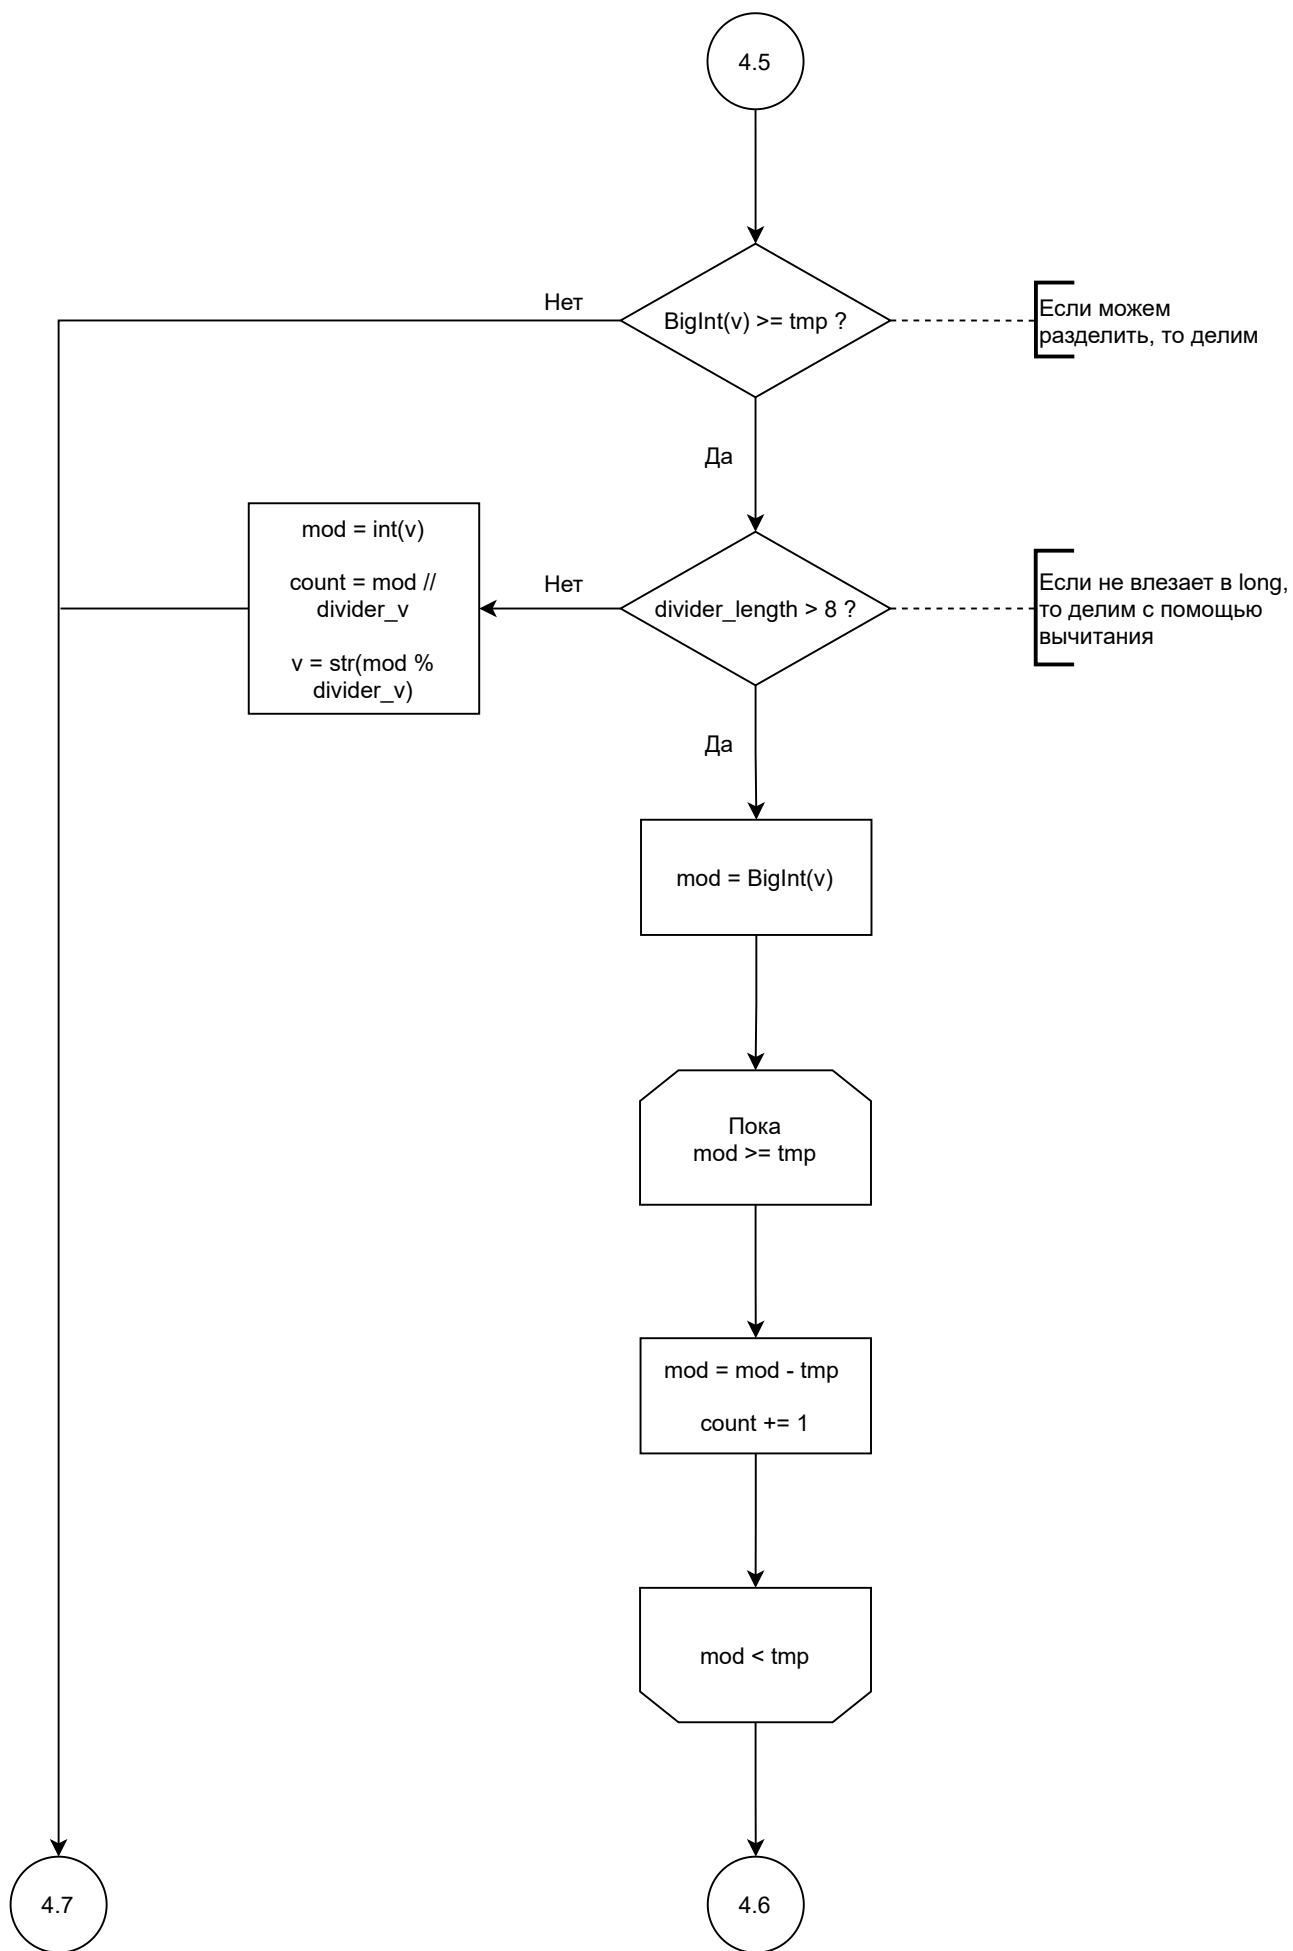 4.5
Нет
BigInt(v) >= tmp ?
Если можем
разделить, то делим
Да
mod = int(v)
count = mod //
divider_v
v = str(mod %
divider_v)
Нет
divider_length > 8 ?
Если не влезает в long,
то делим с помощью
вычитания
Да
mod = BigInt(v)
Пока
mod >= tmp
mod = mod - tmp
count += 1
mod < tmp
4.7
4.6